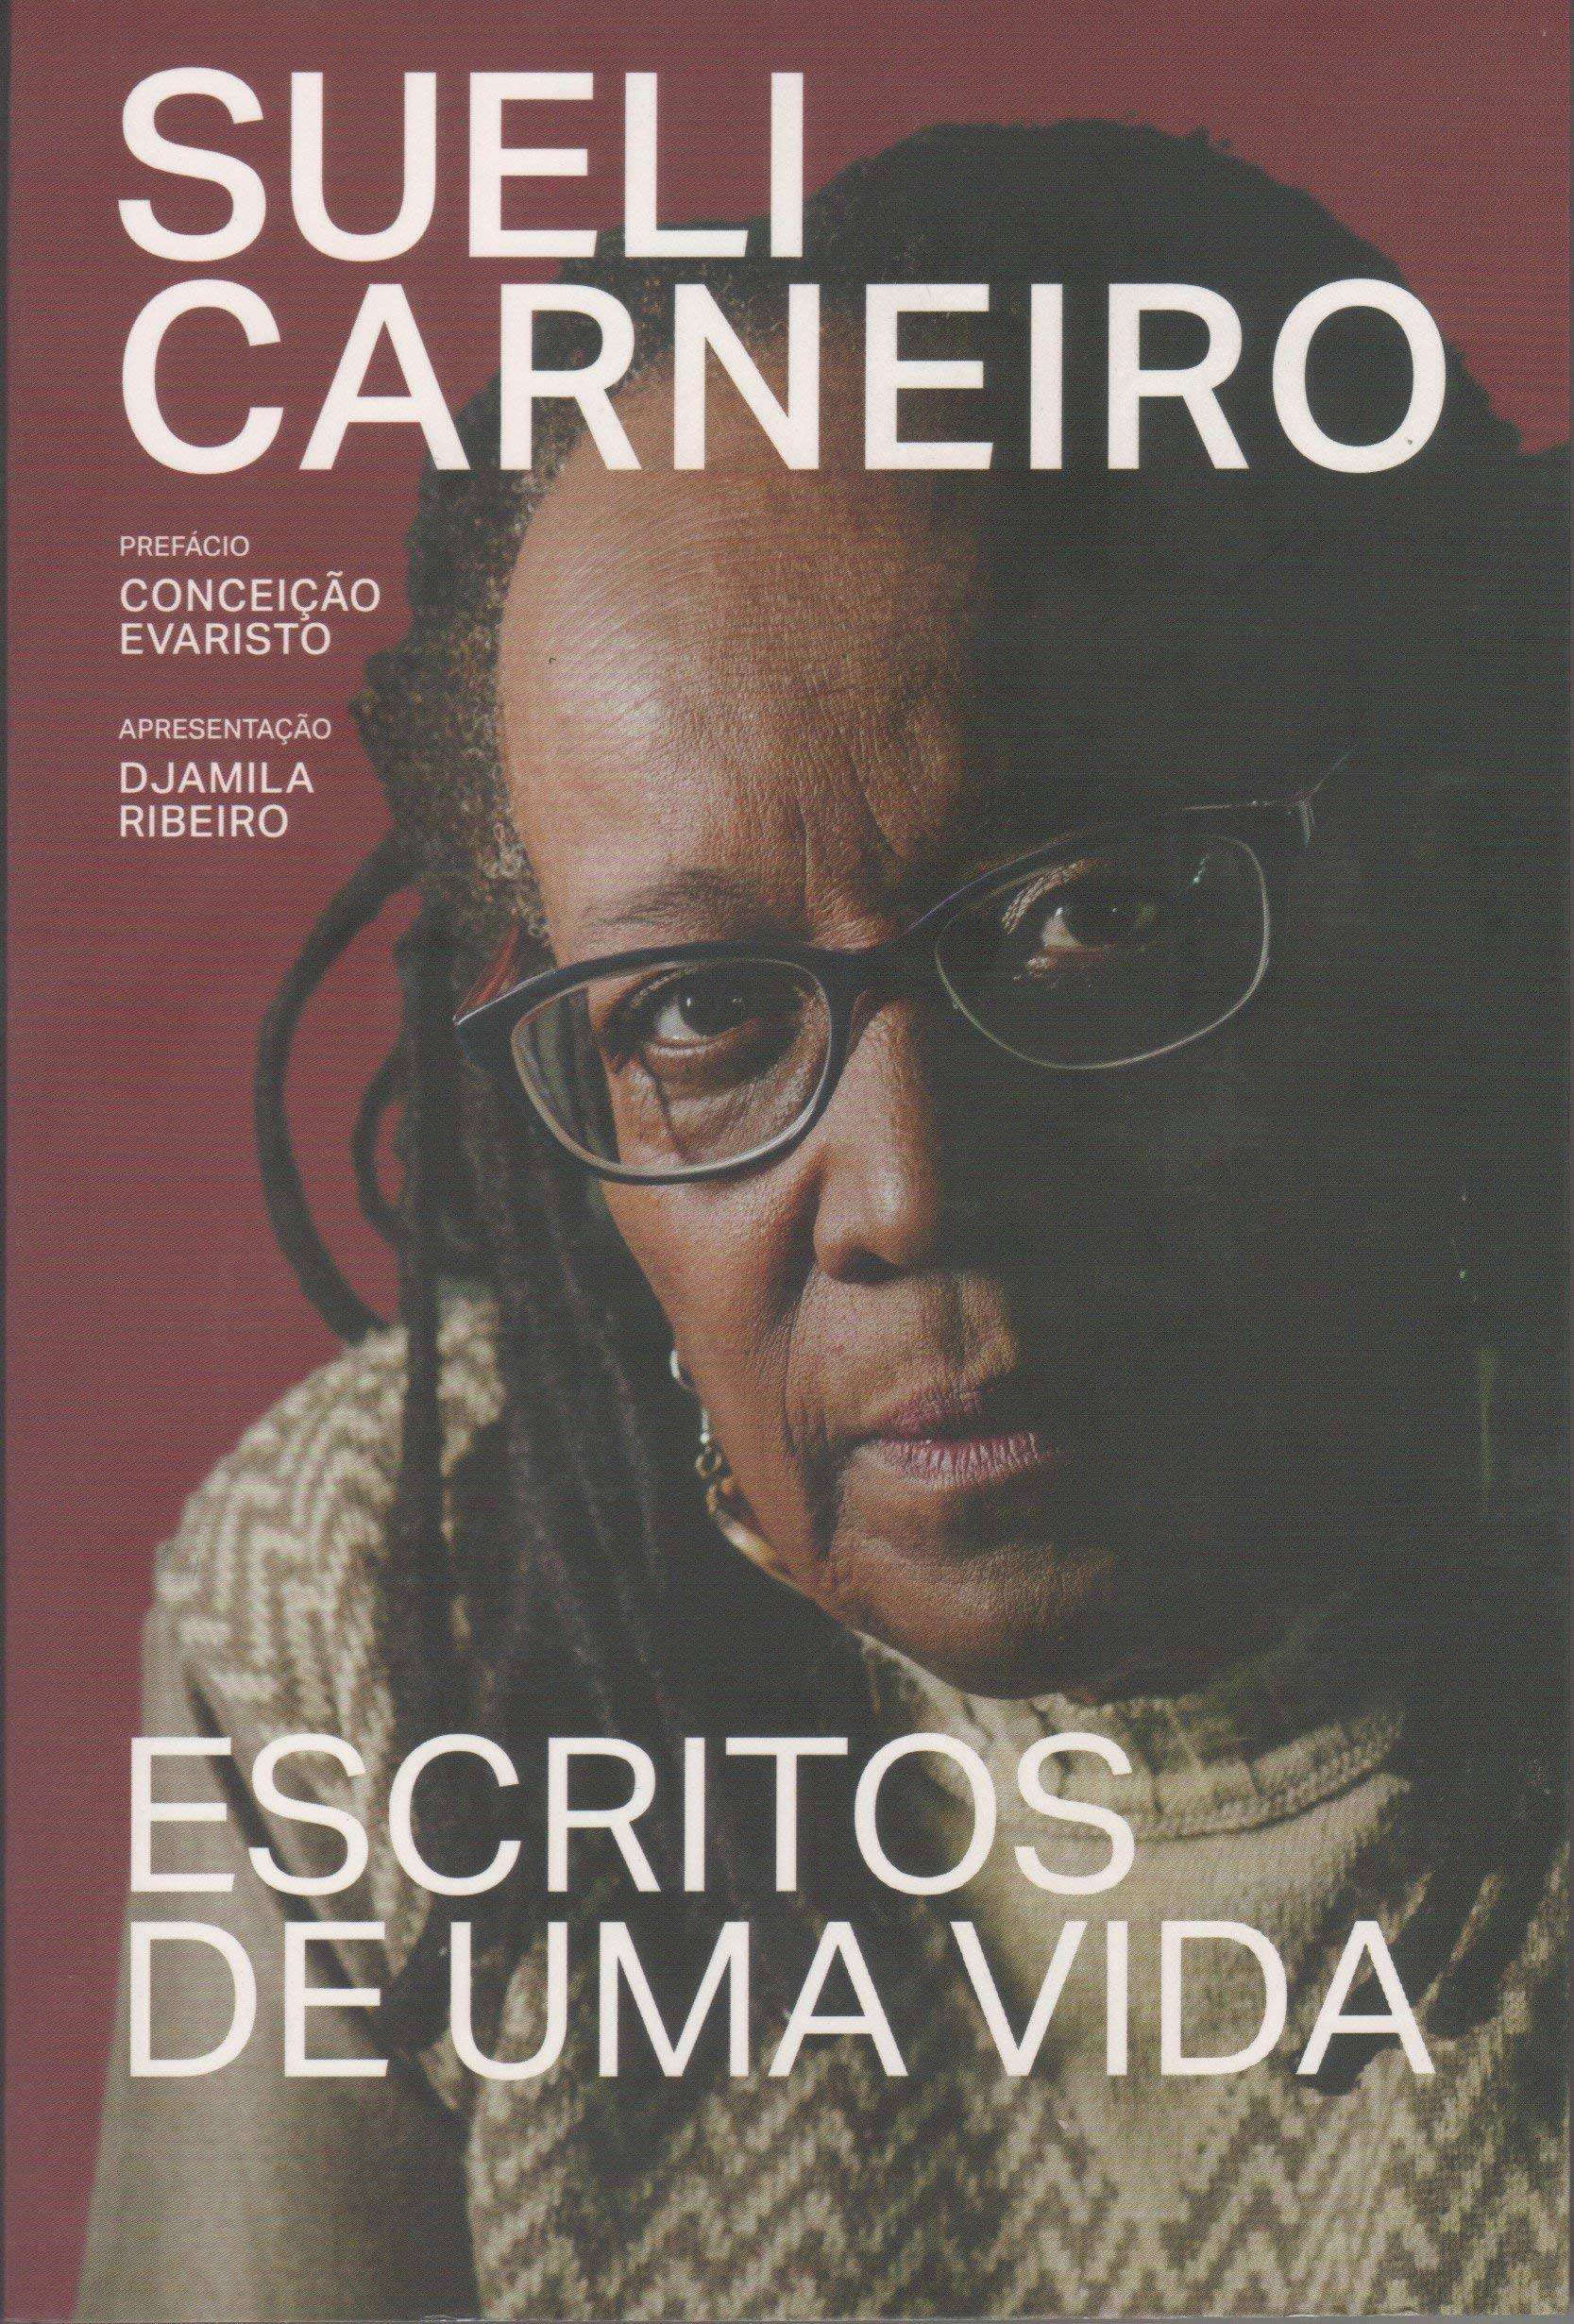 SUELI
CARNEIRO
PREFÁCIO
CONCEIÇÃO
EVARISTO
APRESENTAÇÃO
DJAMILA
RIBEIRO
ESCRITOS
DE UMA VIDA